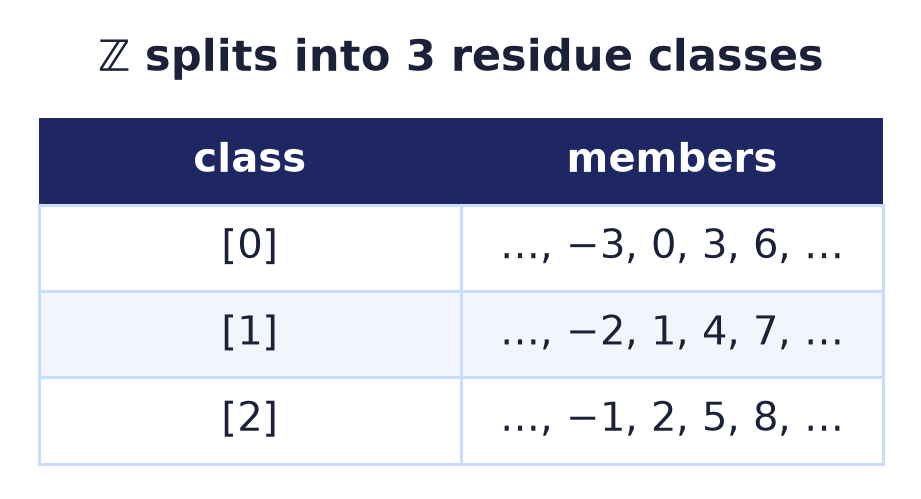 ℤ splits into 3 residue classes
class members
[0] …, −3, 0, 3, 6, …
[1] …, −2, 1, 4, 7, …
[2] …, −1, 2, 5, 8, …